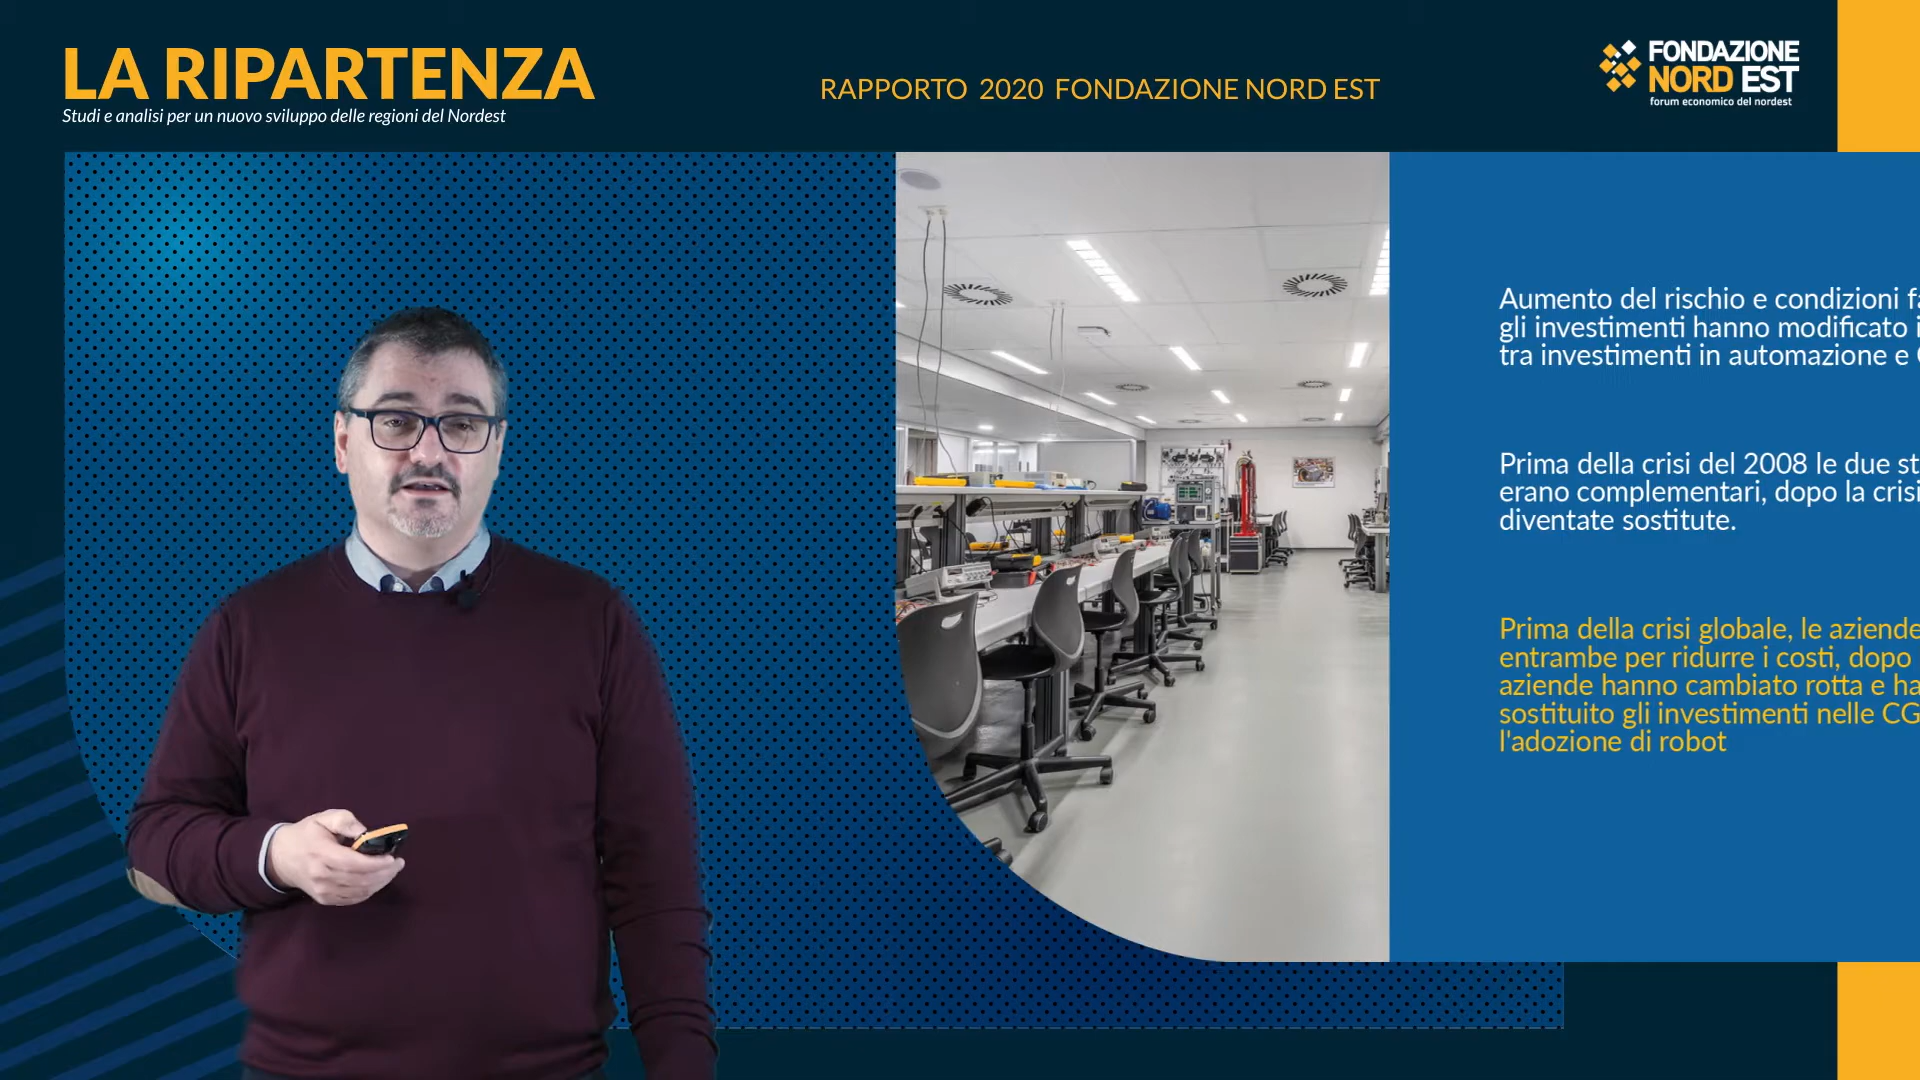 LA RIPARTENZA
Studi e analisi per un nuovo sviluppo delle regioni del Nordest
RAPPORTO 2020 FONDAZIONE NORD EST
FONDAZIONE
NORD EST
forum economico del nordest
Aumento del rischio e condizioni
gli investimenti hanno modificato
tra investimenti in automazione e
Prima della crisi del 2008 le due
erano complementari, dopo la crisi
diventate sostitute.
Prima della crisi globale, le aziende
entrambe per ridurre i costi, dopo
aziende hanno cambiato rotta e
sostituito gli investimenti nelle
l'adozione di robot